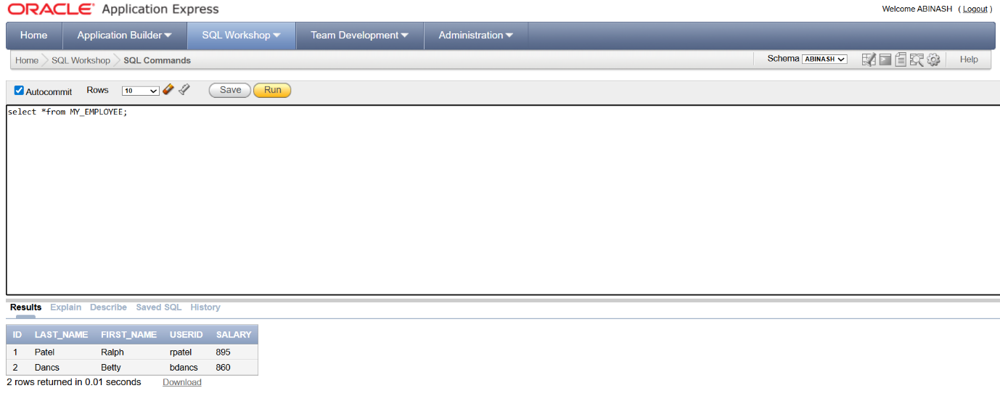 ORACLE Application Express
Welcome ABINASH ( Logout )
Home Application Builder SQL Workshop Team Development Administration
Home SQL Workshop SQL Commands Schema ABINASH Help
Autocommit Rows 10 Save Run
select *from MY_EMPLOYEE;
Results Explain Describe Saved SQL History
ID LAST_NAME FIRST_NAME USERID SALARY
1 Patel Ralph rpatel 895
2 Dancs Betty bdancs 860
2 rows returned in 0.01 seconds Download